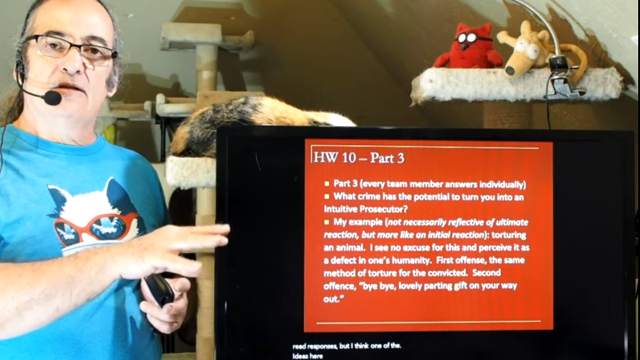 HW 10 – Part 3
Part 3 (every team member answers individually)
What crime has the potential to turn you into an
Intuitive Prosecutor?
My example (not necessarily reflective of ultimate
reaction, but more like an initial reaction): torturing
an animal. I see no excuse for this and perceive it as
a defect in one's humanity. First offense, the same
method of torture for the convicted. Second
offence, "bye bye, lovely parting gift on your way
out."
read responses, but I think one of the.
Ideas here